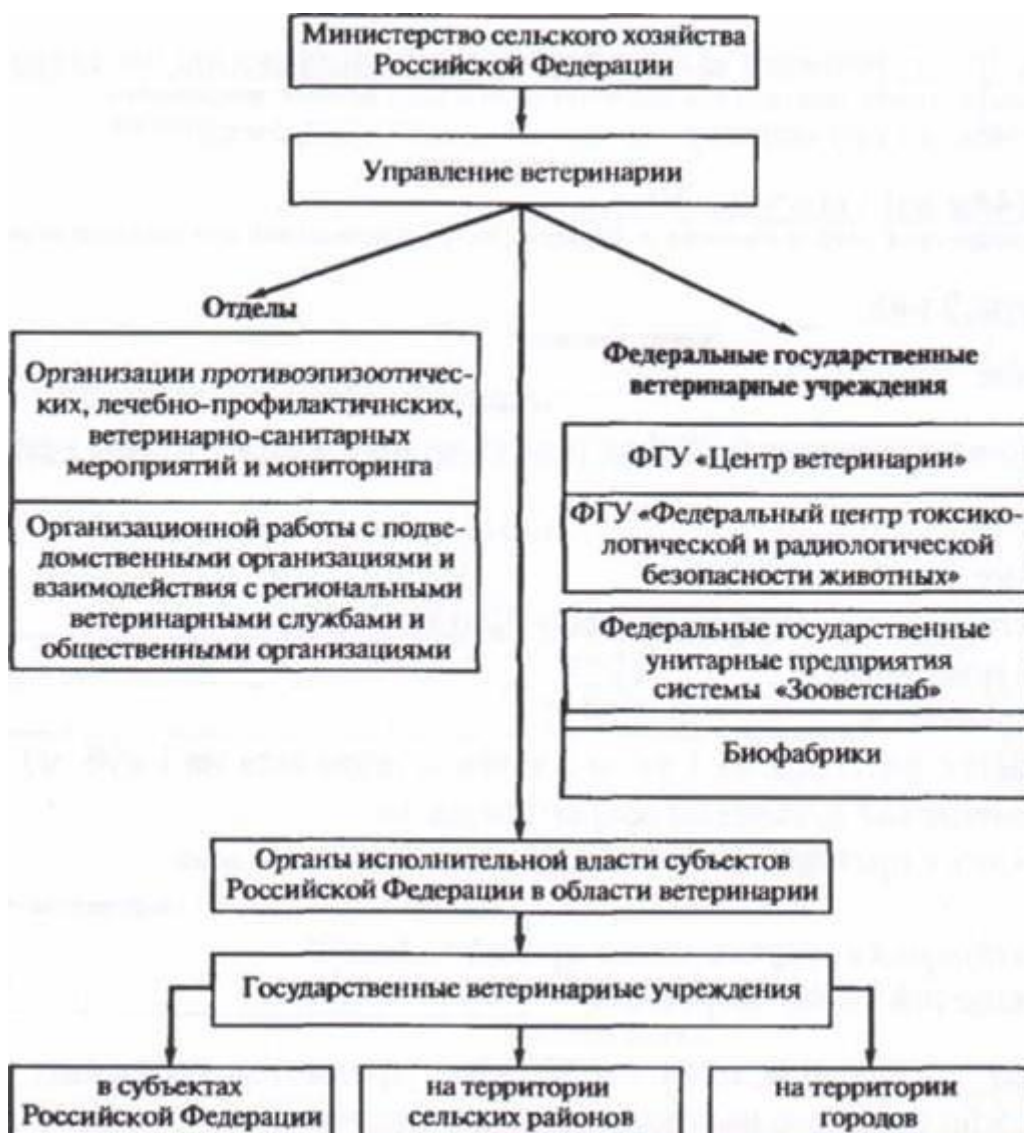 Министерство сельского хозяйства
Российской Федерации
Управление ветеринарии
Отделы
Организации противоэпизоотичес-
ких, лечебно-профилактичнских,
ветеринарно-санитарных
мероприятий и мониторинга
Организационной работы с подве-
домственными организациями и
взаимодействия с региональными
ветеринарными службами и
общественными организациями
Федеральные государственные
ветеринарные учреждения
ФГУ «Центр ветеринарии»
ФГУ «Федеральный центр токсико-
логической и радиологической
безопасности животных»
Федеральные государственные
унитарные предприятия
системы «Зооветснаб»
Биофабрики
Органы исполнительной власти субъектов
Российской Федерации в области ветеринарии
Государственные ветеринарные учреждения
в субъектах
Российской Федерации
на территории
сельских районов
на территории
городов